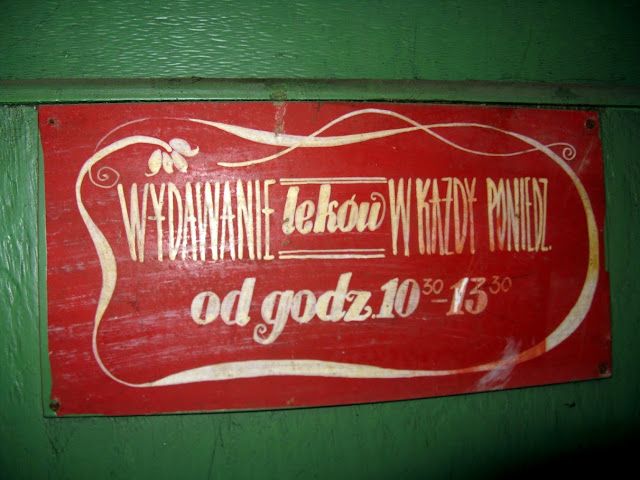 WYDAWANIE leków W KAŻDY PONIEDZ.
od godz. 10³⁰–13³⁰